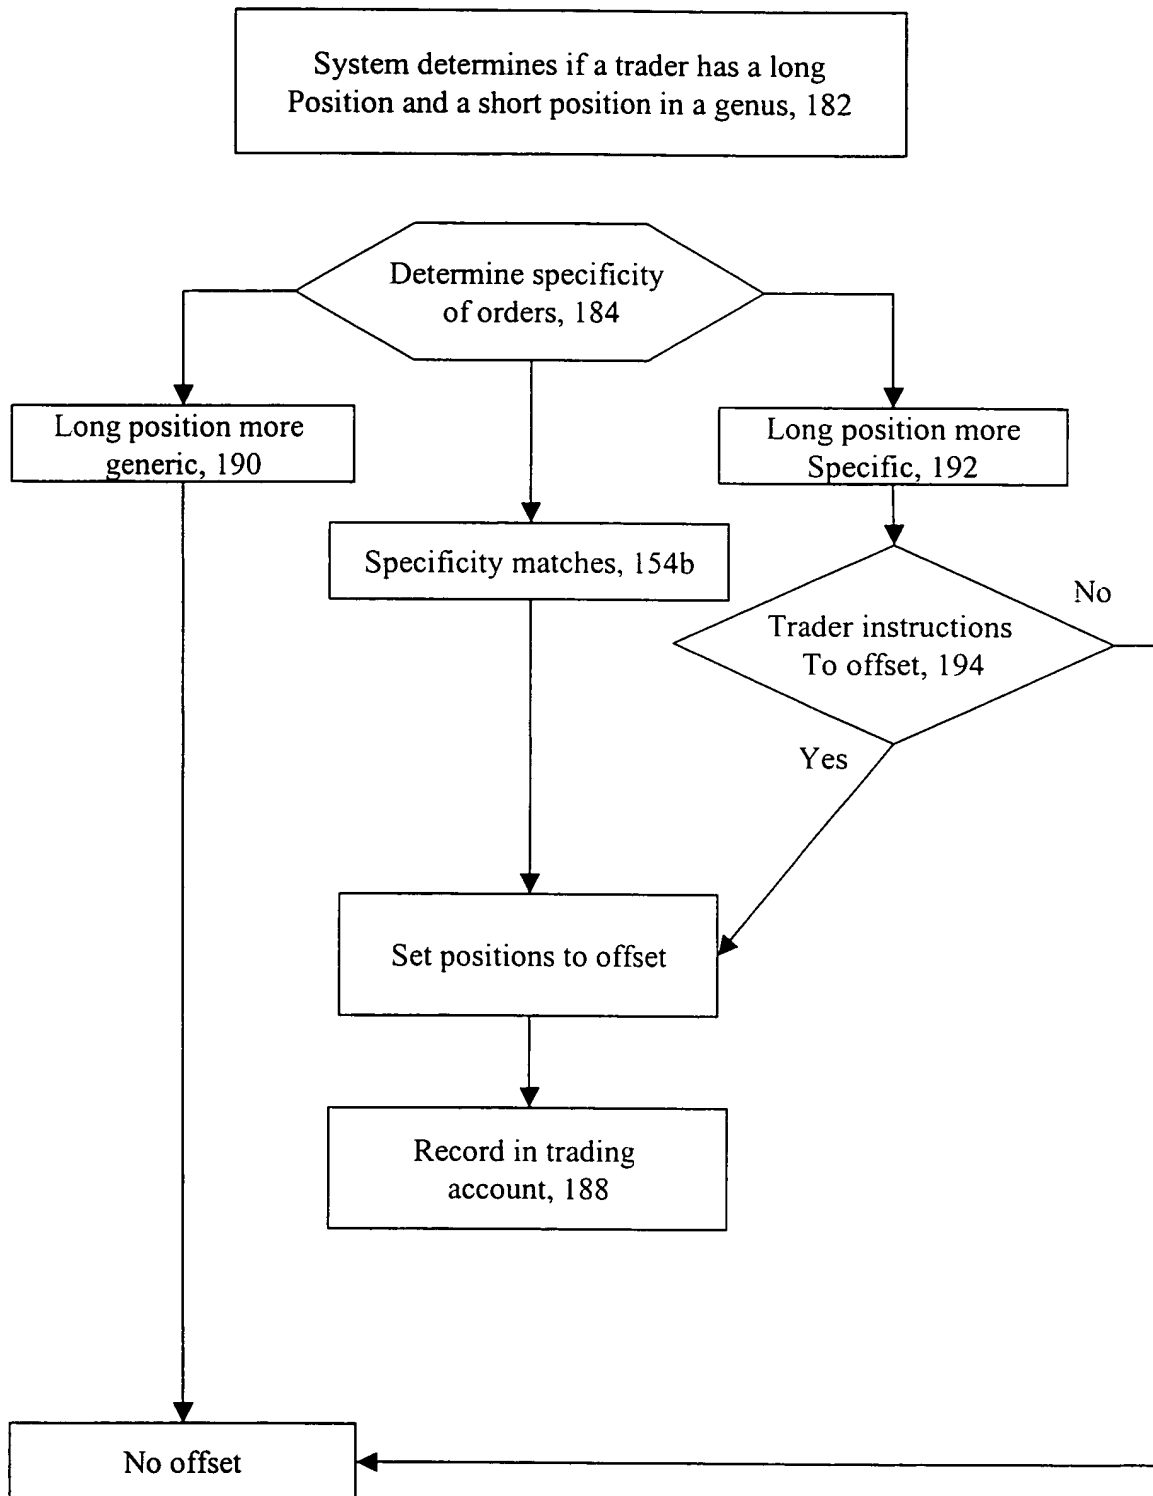 System determines if a trader has a long
Position and a short position in a genus, 182
Determine specificity
of orders, 184
Long position more
generic, 190
Long position more
Specific, 192
Specificity matches, 154b
No
Trader instructions
To offset, 194
Yes
Set positions to offset
Record in trading
account, 188
No offset